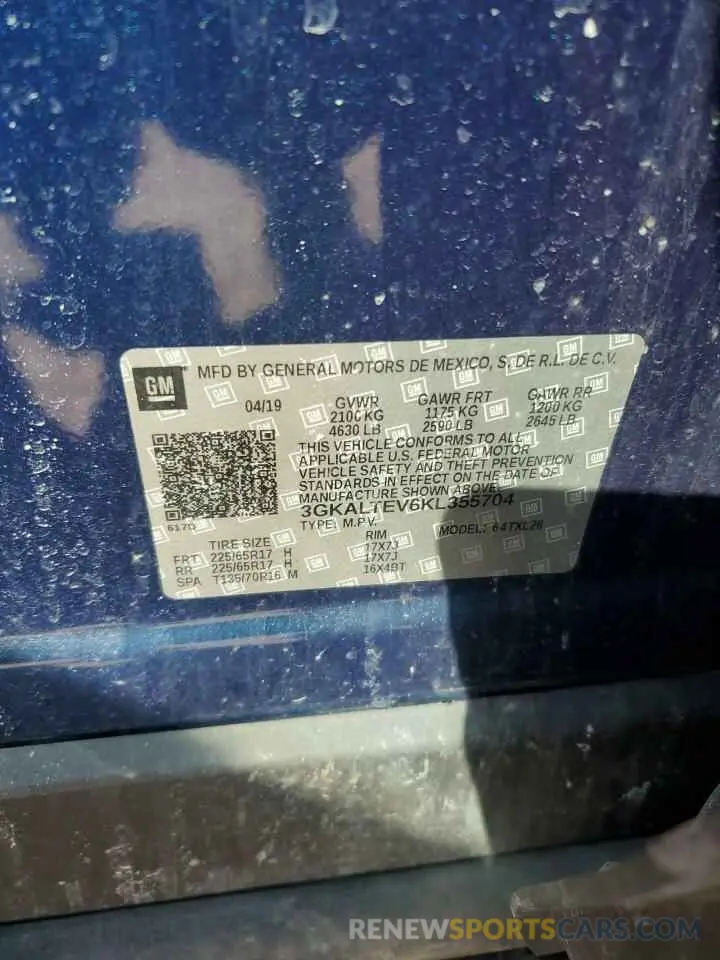 GM MFD BY GENERAL MOTORS DE MEXICO, S. DE R.L. DE C.V.
04/19 GVWR GAWR FRT GAWR RR
2100 KG 1175 KG 1200 KG
4630 LB 2590 LB 2645 LB
THIS VEHICLE CONFORMS TO ALL
APPLICABLE U.S. FEDERAL MOTOR
VEHICLE SAFETY AND THEFT PREVENTION
STANDARDS IN EFFECT ON THE DATE OF
MANUFACTURE SHOWN ABOVE.
3GKALTEV6KL355704
617D TYPE: M.P.V. MODEL: 64TXL26
TIRE SIZE RIM
FRT 225/65R17 H 17X7J
RR 225/65R17 H 17X7J
SPA T135/70R16 M 16X4BT
RENEWSPORTSCARS.COM